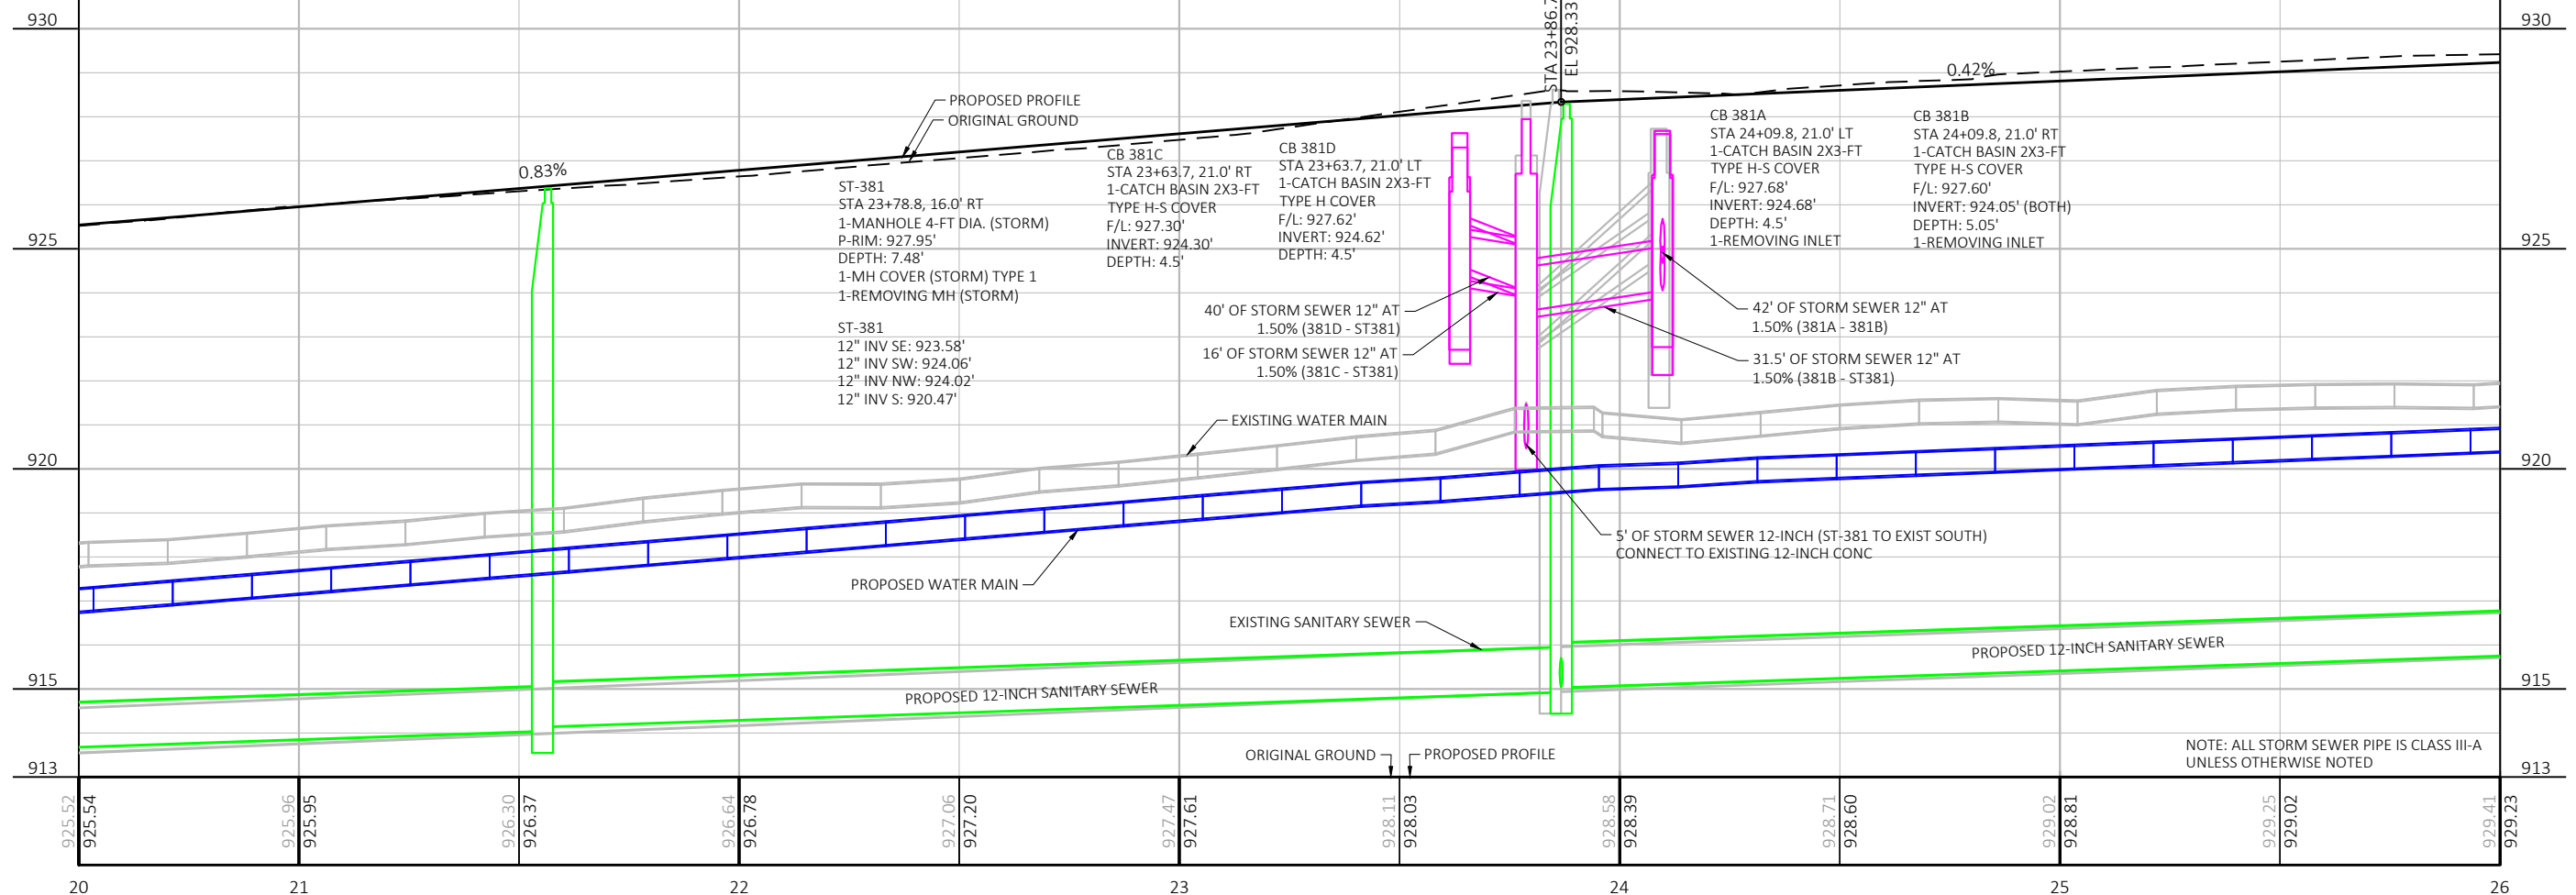 930
930
STA 23+86.7
EL 928.33
0.83%
0.42%
PROPOSED PROFILE
ORIGINAL GROUND
ST-381
STA 23+78.8, 16.0' RT
1-MANHOLE 4-FT DIA. (STORM)
P-RIM: 927.95'
DEPTH: 7.48'
1-MH COVER (STORM) TYPE 1
1-REMOVING MH (STORM)
ST-381
12" INV SE: 923.58'
12" INV SW: 924.06'
12" INV NW: 924.02'
12" INV S: 920.47'
CB 381C
STA 23+63.7, 21.0' RT
1-CATCH BASIN 2X3-FT
TYPE H-S COVER
F/L: 927.30'
INVERT: 924.30'
DEPTH: 4.5'
CB 381D
STA 23+63.7, 21.0' LT
1-CATCH BASIN 2X3-FT
TYPE H COVER
F/L: 927.62'
INVERT: 924.62'
DEPTH: 4.5'
CB 381A
STA 24+09.8, 21.0' LT
1-CATCH BASIN 2X3-FT
TYPE H-S COVER
F/L: 927.68'
INVERT: 924.68'
DEPTH: 4.5'
1-REMOVING INLET
CB 381B
STA 24+09.8, 21.0' RT
1-CATCH BASIN 2X3-FT
TYPE H-S COVER
F/L: 927.60'
INVERT: 924.05' (BOTH)
DEPTH: 5.05'
1-REMOVING INLET
925
925
40' OF STORM SEWER 12" AT
1.50% (381D - ST381)
16' OF STORM SEWER 12" AT
1.50% (381C - ST381)
42' OF STORM SEWER 12" AT
1.50% (381A - 381B)
31.5' OF STORM SEWER 12" AT
1.50% (381B - ST381)
EXISTING WATER MAIN
920
920
5' OF STORM SEWER 12-INCH (ST-381 TO EXIST SOUTH)
CONNECT TO EXISTING 12-INCH CONC
PROPOSED WATER MAIN
EXISTING SANITARY SEWER
PROPOSED 12-INCH SANITARY SEWER
PROPOSED 12-INCH SANITARY SEWER
915
915
ORIGINAL GROUND
PROPOSED PROFILE
NOTE: ALL STORM SEWER PIPE IS CLASS III-A
UNLESS OTHERWISE NOTED
913
913
925.52
925.54
925.96
925.95
926.30
926.37
926.64
926.78
927.06
927.20
927.47
927.61
928.11
928.03
928.58
928.39
928.71
928.60
929.02
928.81
929.25
929.02
929.41
929.23
20
21
22
23
24
25
26